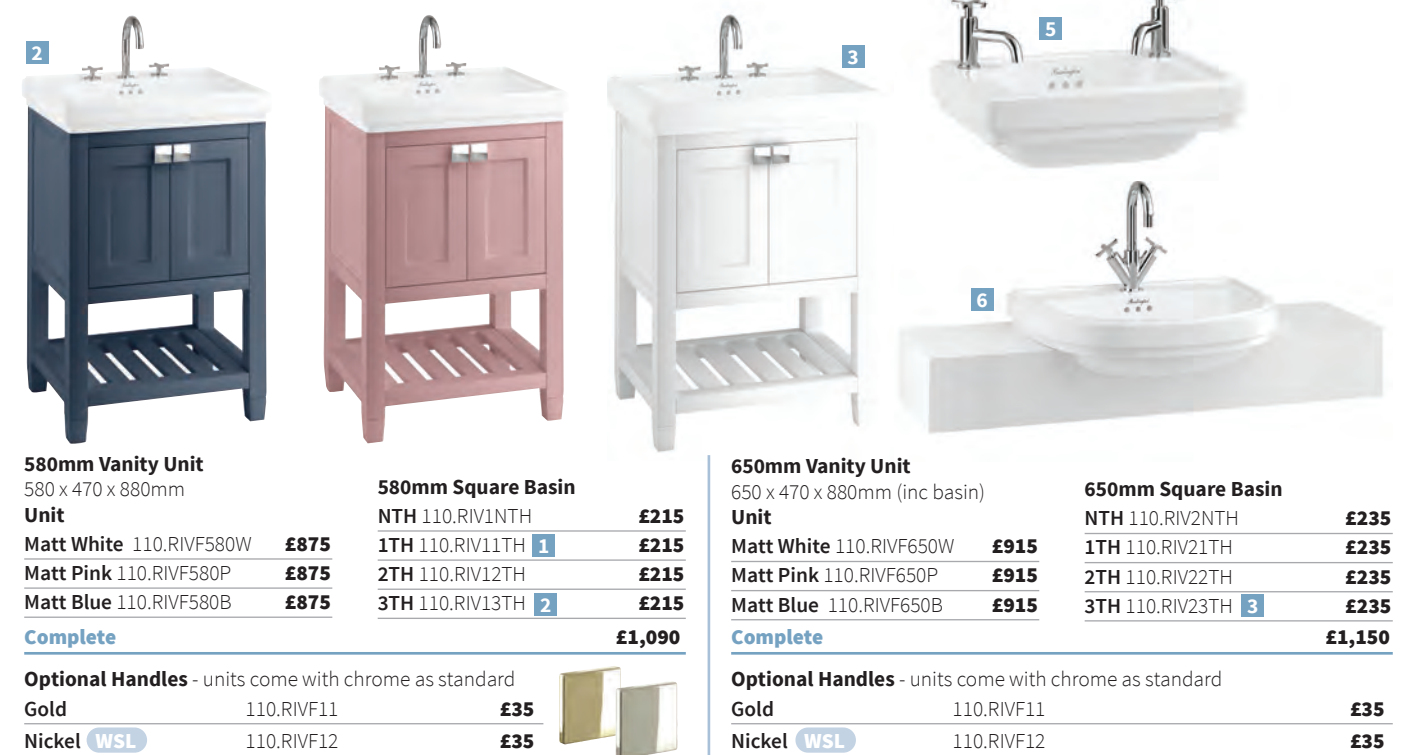 2
3
5
6
580mm Vanity Unit
580 x 470 x 880mm
Unit
Matt White 110.RIVF580W £875
Matt Pink 110.RIVF580P £875
Matt Blue 110.RIVF580B £875
580mm Square Basin
NTH 110.RIV1NTH £215
1TH 110.RIV11TH 1 £215
2TH 110.RIV12TH £215
3TH 110.RIV13TH 2 £215
Complete £1,090
Optional Handles - units come with chrome as standard
Gold 110.RIVF11 £35
Nickel WSL 110.RIVF12 £35
650mm Vanity Unit
650 x 470 x 880mm (inc basin)
Unit
Matt White 110.RIVF650W £915
Matt Pink 110.RIVF650P £915
Matt Blue 110.RIVF650B £915
650mm Square Basin
NTH 110.RIV2NTH £235
1TH 110.RIV21TH £235
2TH 110.RIV22TH £235
3TH 110.RIV23TH 3 £235
Complete £1,150
Optional Handles - units come with chrome as standard
Gold 110.RIVF11 £35
Nickel WSL 110.RIVF12 £35